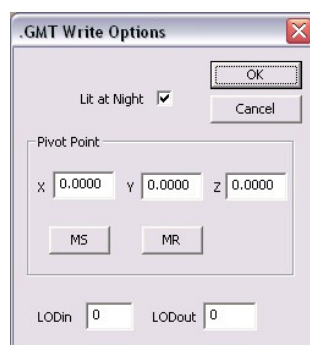 .GMT Write Options
OK
Lit at Night
Cancel
Pivot Point
X 0.0000 Y 0.0000 Z 0.0000
MS MR
LODin 0 LODout 0